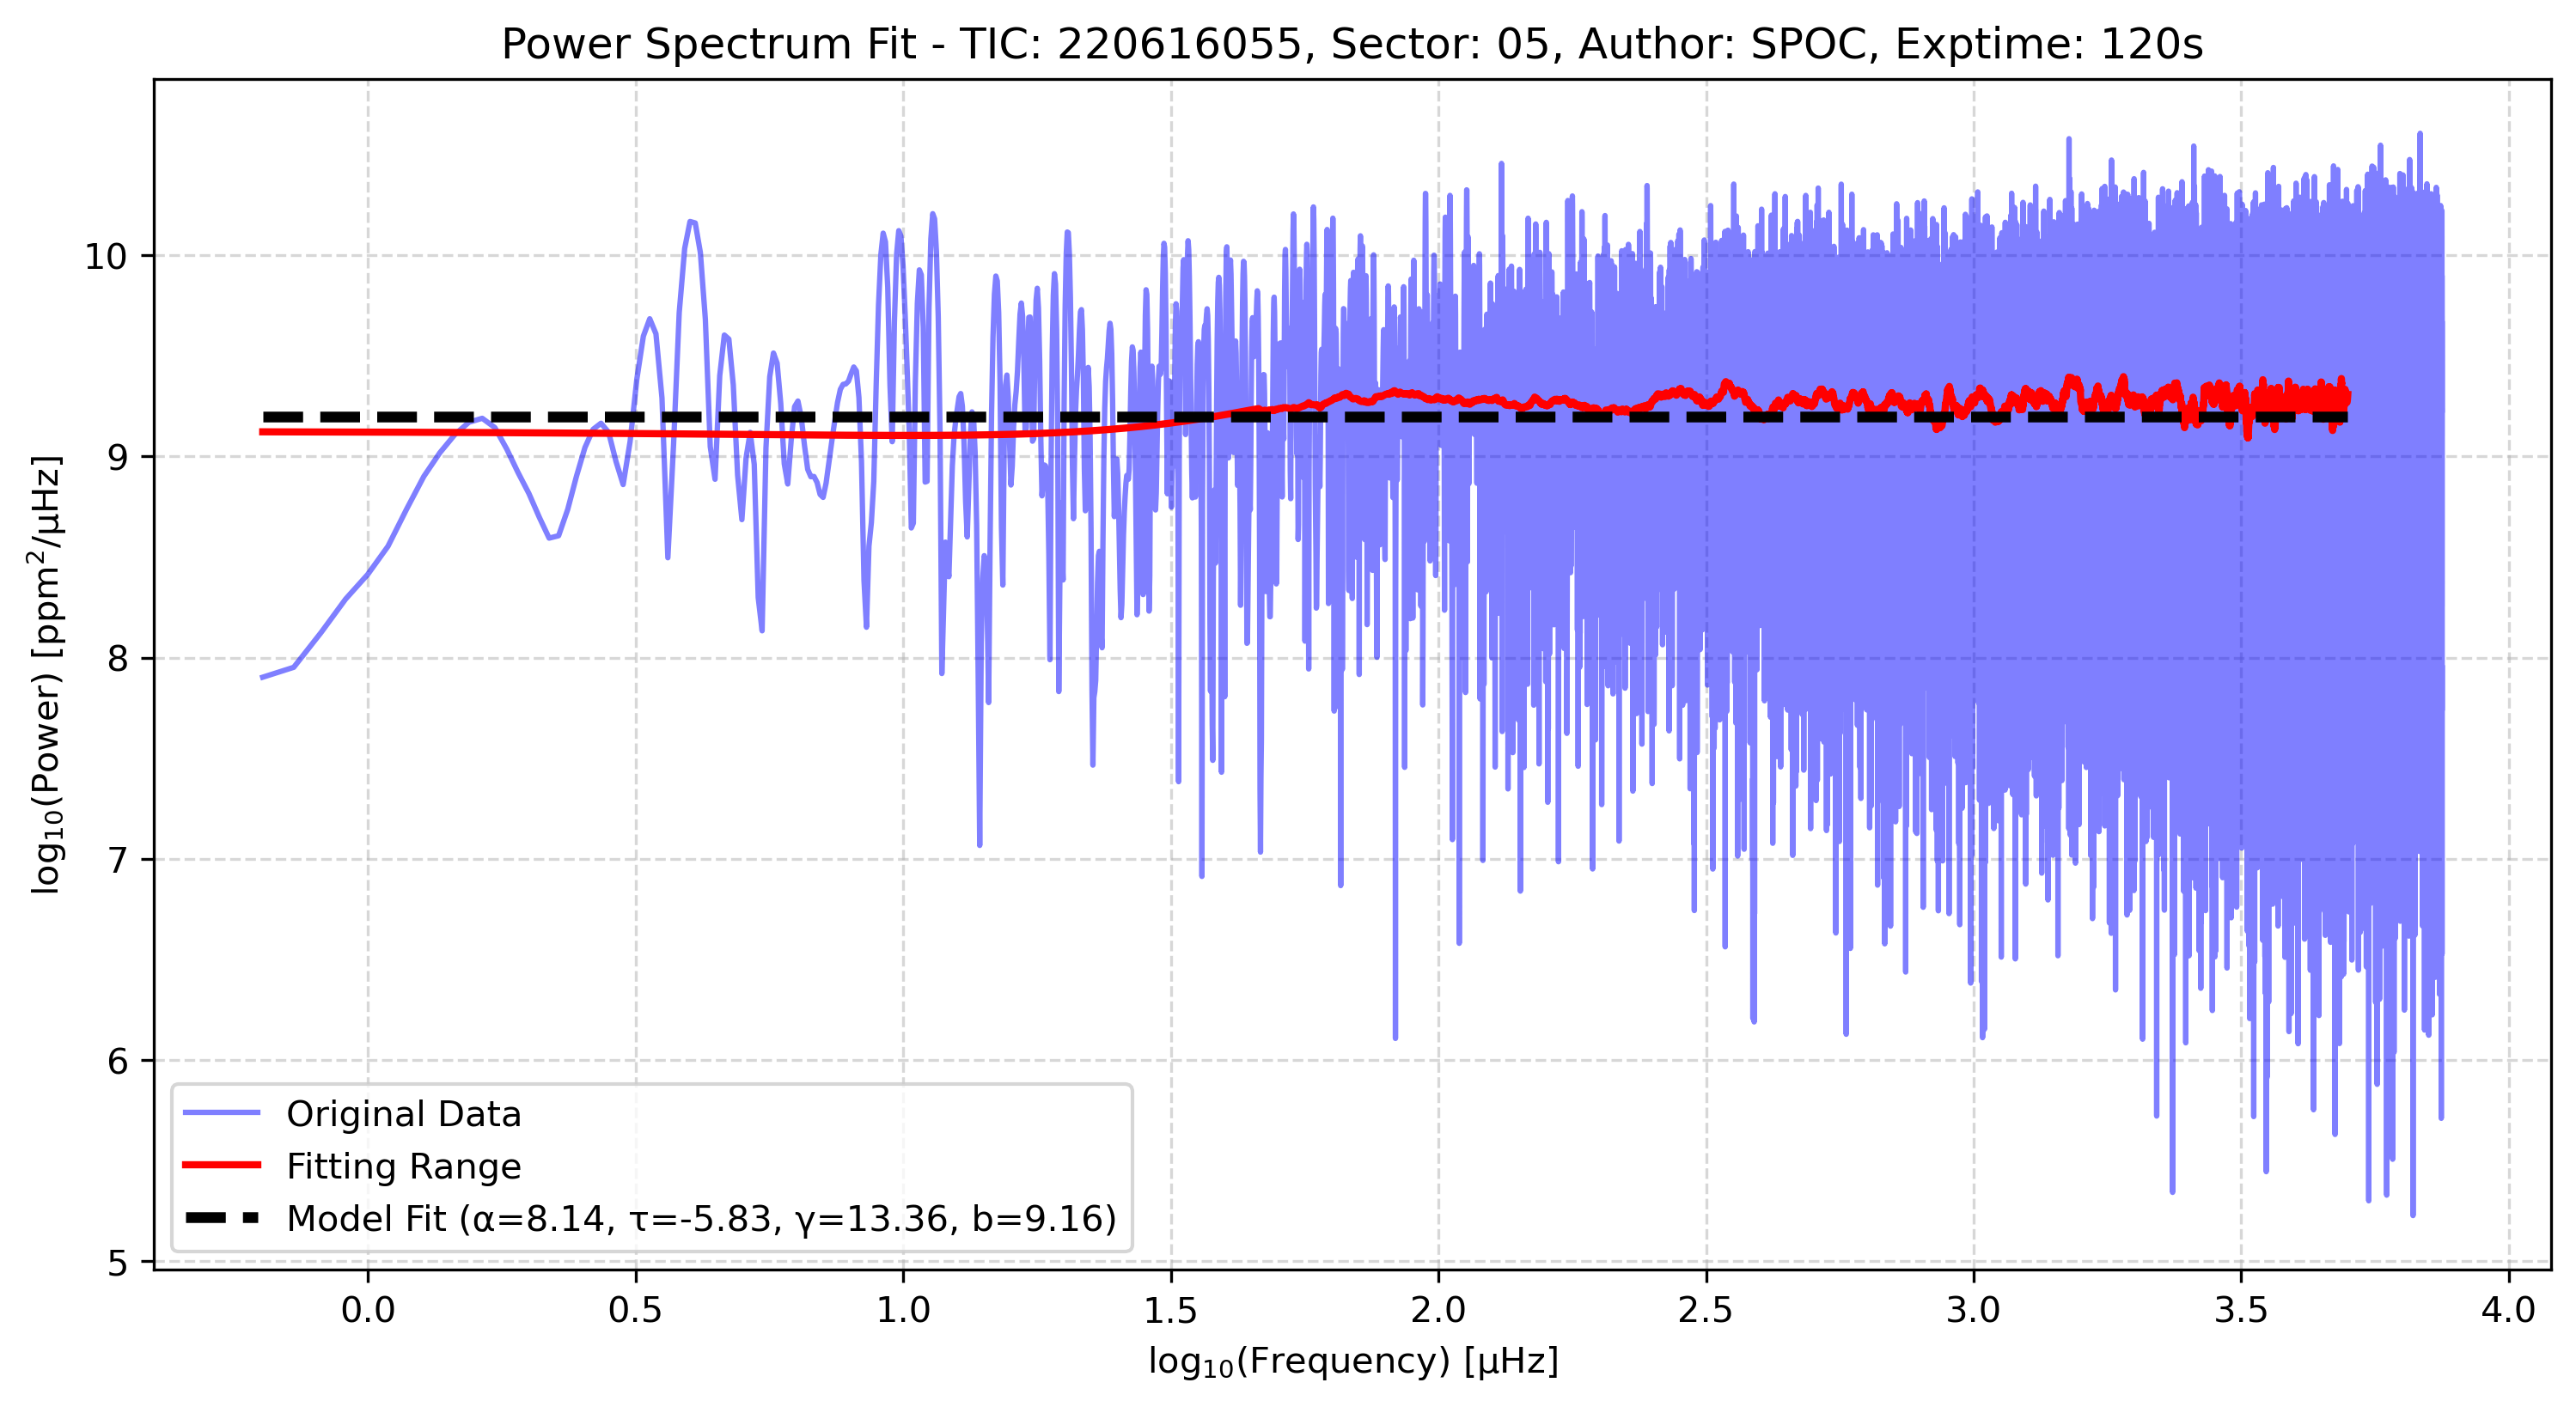 Power Spectrum Fit - TIC: 220616055, Sector: 05, Author: SPOC, Exptime: 120s
log₁₀(Power) [ppm²/μHz]
10
9
8
7
6
5
Original Data
Fitting Range
Model Fit (α=8.14, τ=-5.83, γ=13.36, b=9.16)
0.0 0.5 1.0 1.5 2.0 2.5 3.0 3.5 4.0
log₁₀(Frequency) [μHz]